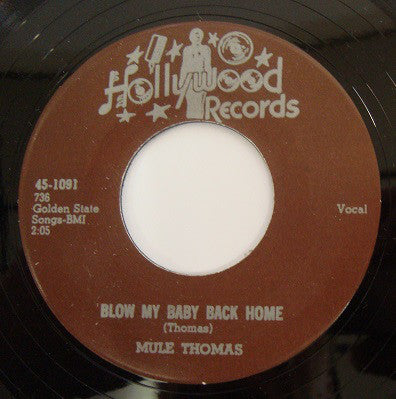 Hollywood
Records
45-1091
736
Golden State
Songs-BMI
2:05
Vocal
BLOW MY BABY BACK HOME
(Thomas)
MULE THOMAS